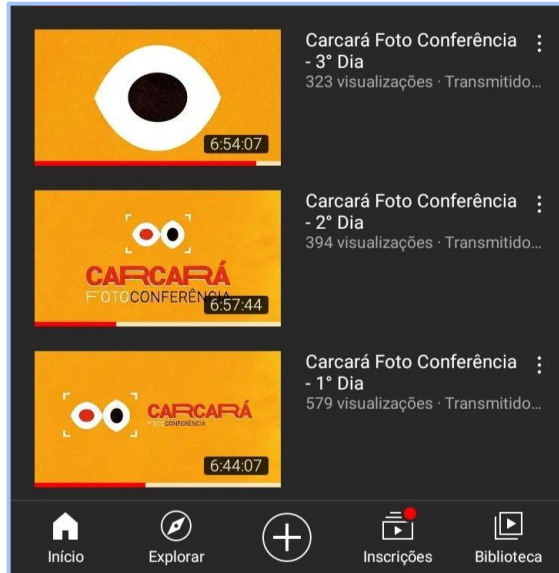 Carcará Foto Conferência
- 3° Dia
323 visualizações · Transmitido...
6:54:07
Carcará Foto Conferência
- 2° Dia
394 visualizações · Transmitido...
CARCARÁ
FOTOCONFERÊNCIA
6:57:44
Carcará Foto Conferência
- 1° Dia
579 visualizações · Transmitido...
CARCARÁ
FOTOCONFERÊNCIA
6:44:07
Início
Explorar
Inscrições
Biblioteca